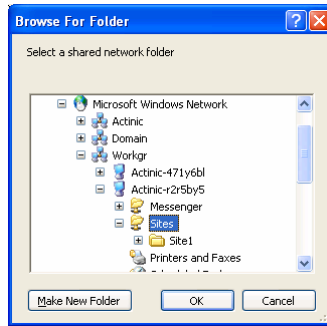 Browse For Folder
Select a shared network folder
Microsoft Windows Network
Actinic
Domain
Workgr
Actinic-471y6bl
Actinic-r2r5by5
Messenger
Sites
Site1
Printers and Faxes
Make New Folder
OK
Cancel